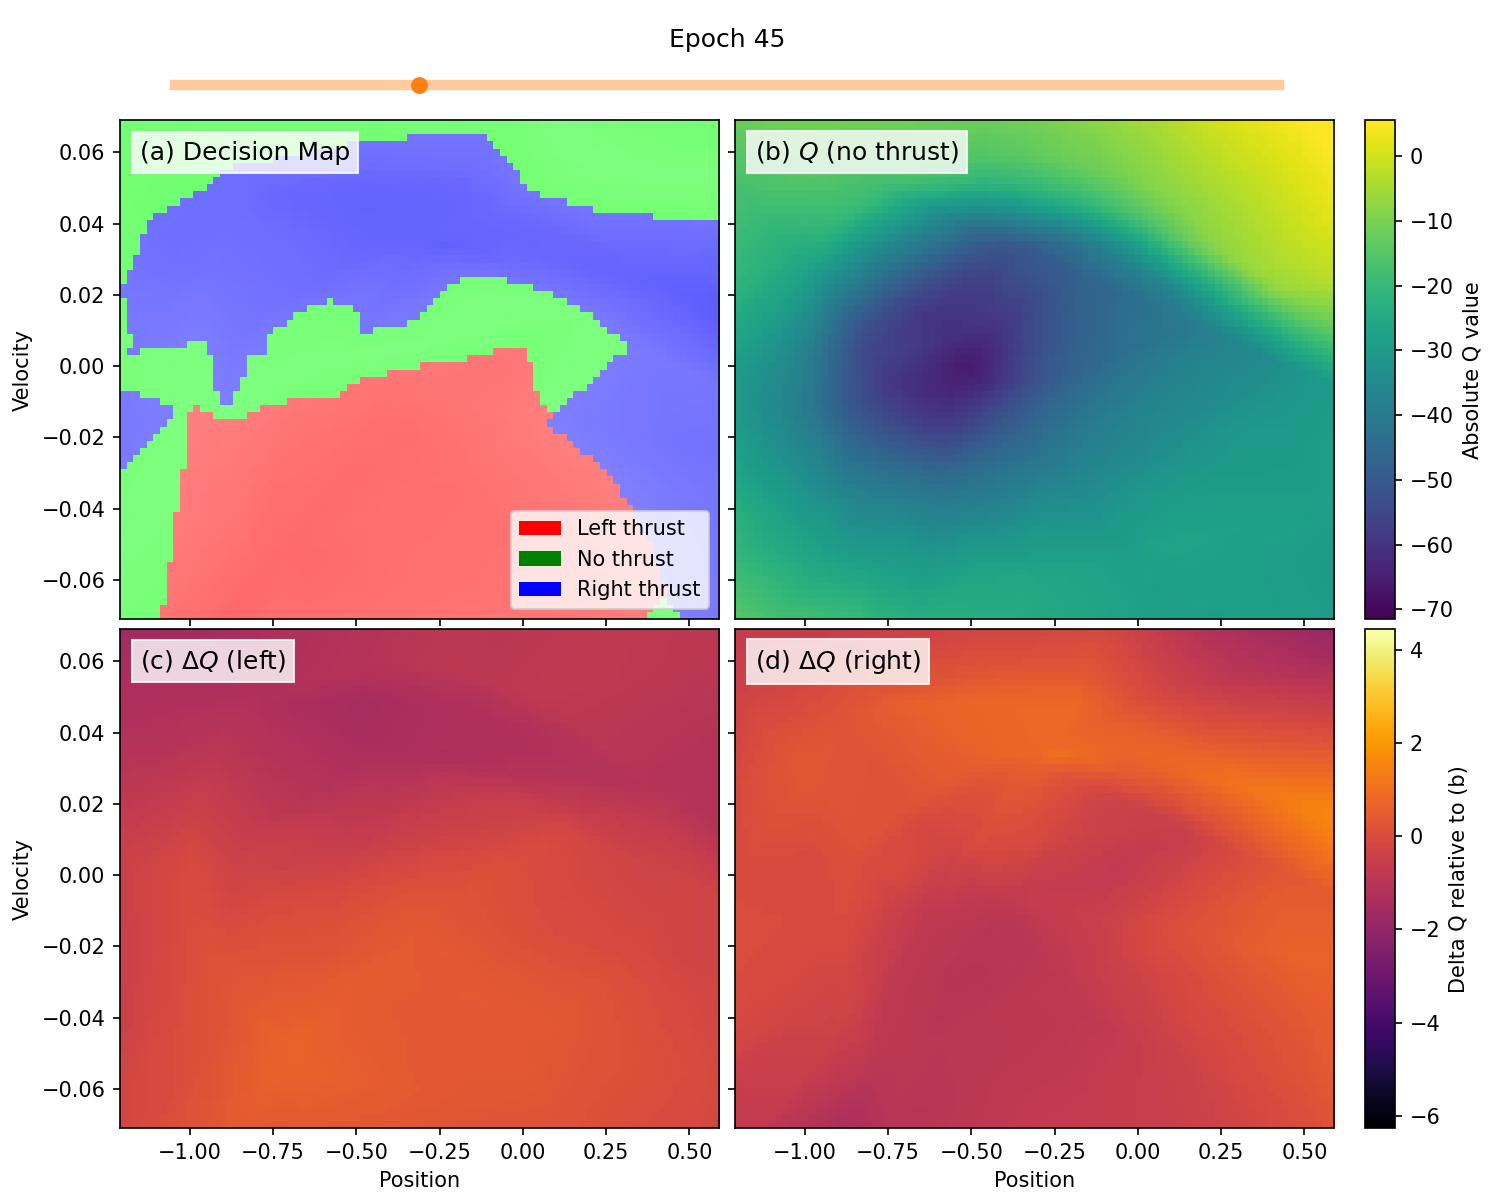 Epoch 45
(a) Decision Map
(b) Q (no thrust)
0.06
0.04
0.02
0.00
−0.02
−0.04
−0.06
Velocity
Left thrust
No thrust
Right thrust
0
−10
−20
−30
−40
−50
−60
−70
Absolute Q value
(c) ΔQ (left)
(d) ΔQ (right)
0.06
0.04
0.02
0.00
−0.02
−0.04
−0.06
Velocity
4
2
0
−2
−4
−6
Delta Q relative to (b)
−1.00 −0.75 −0.50 −0.25 0.00 0.25 0.50
Position
−1.00 −0.75 −0.50 −0.25 0.00 0.25 0.50
Position